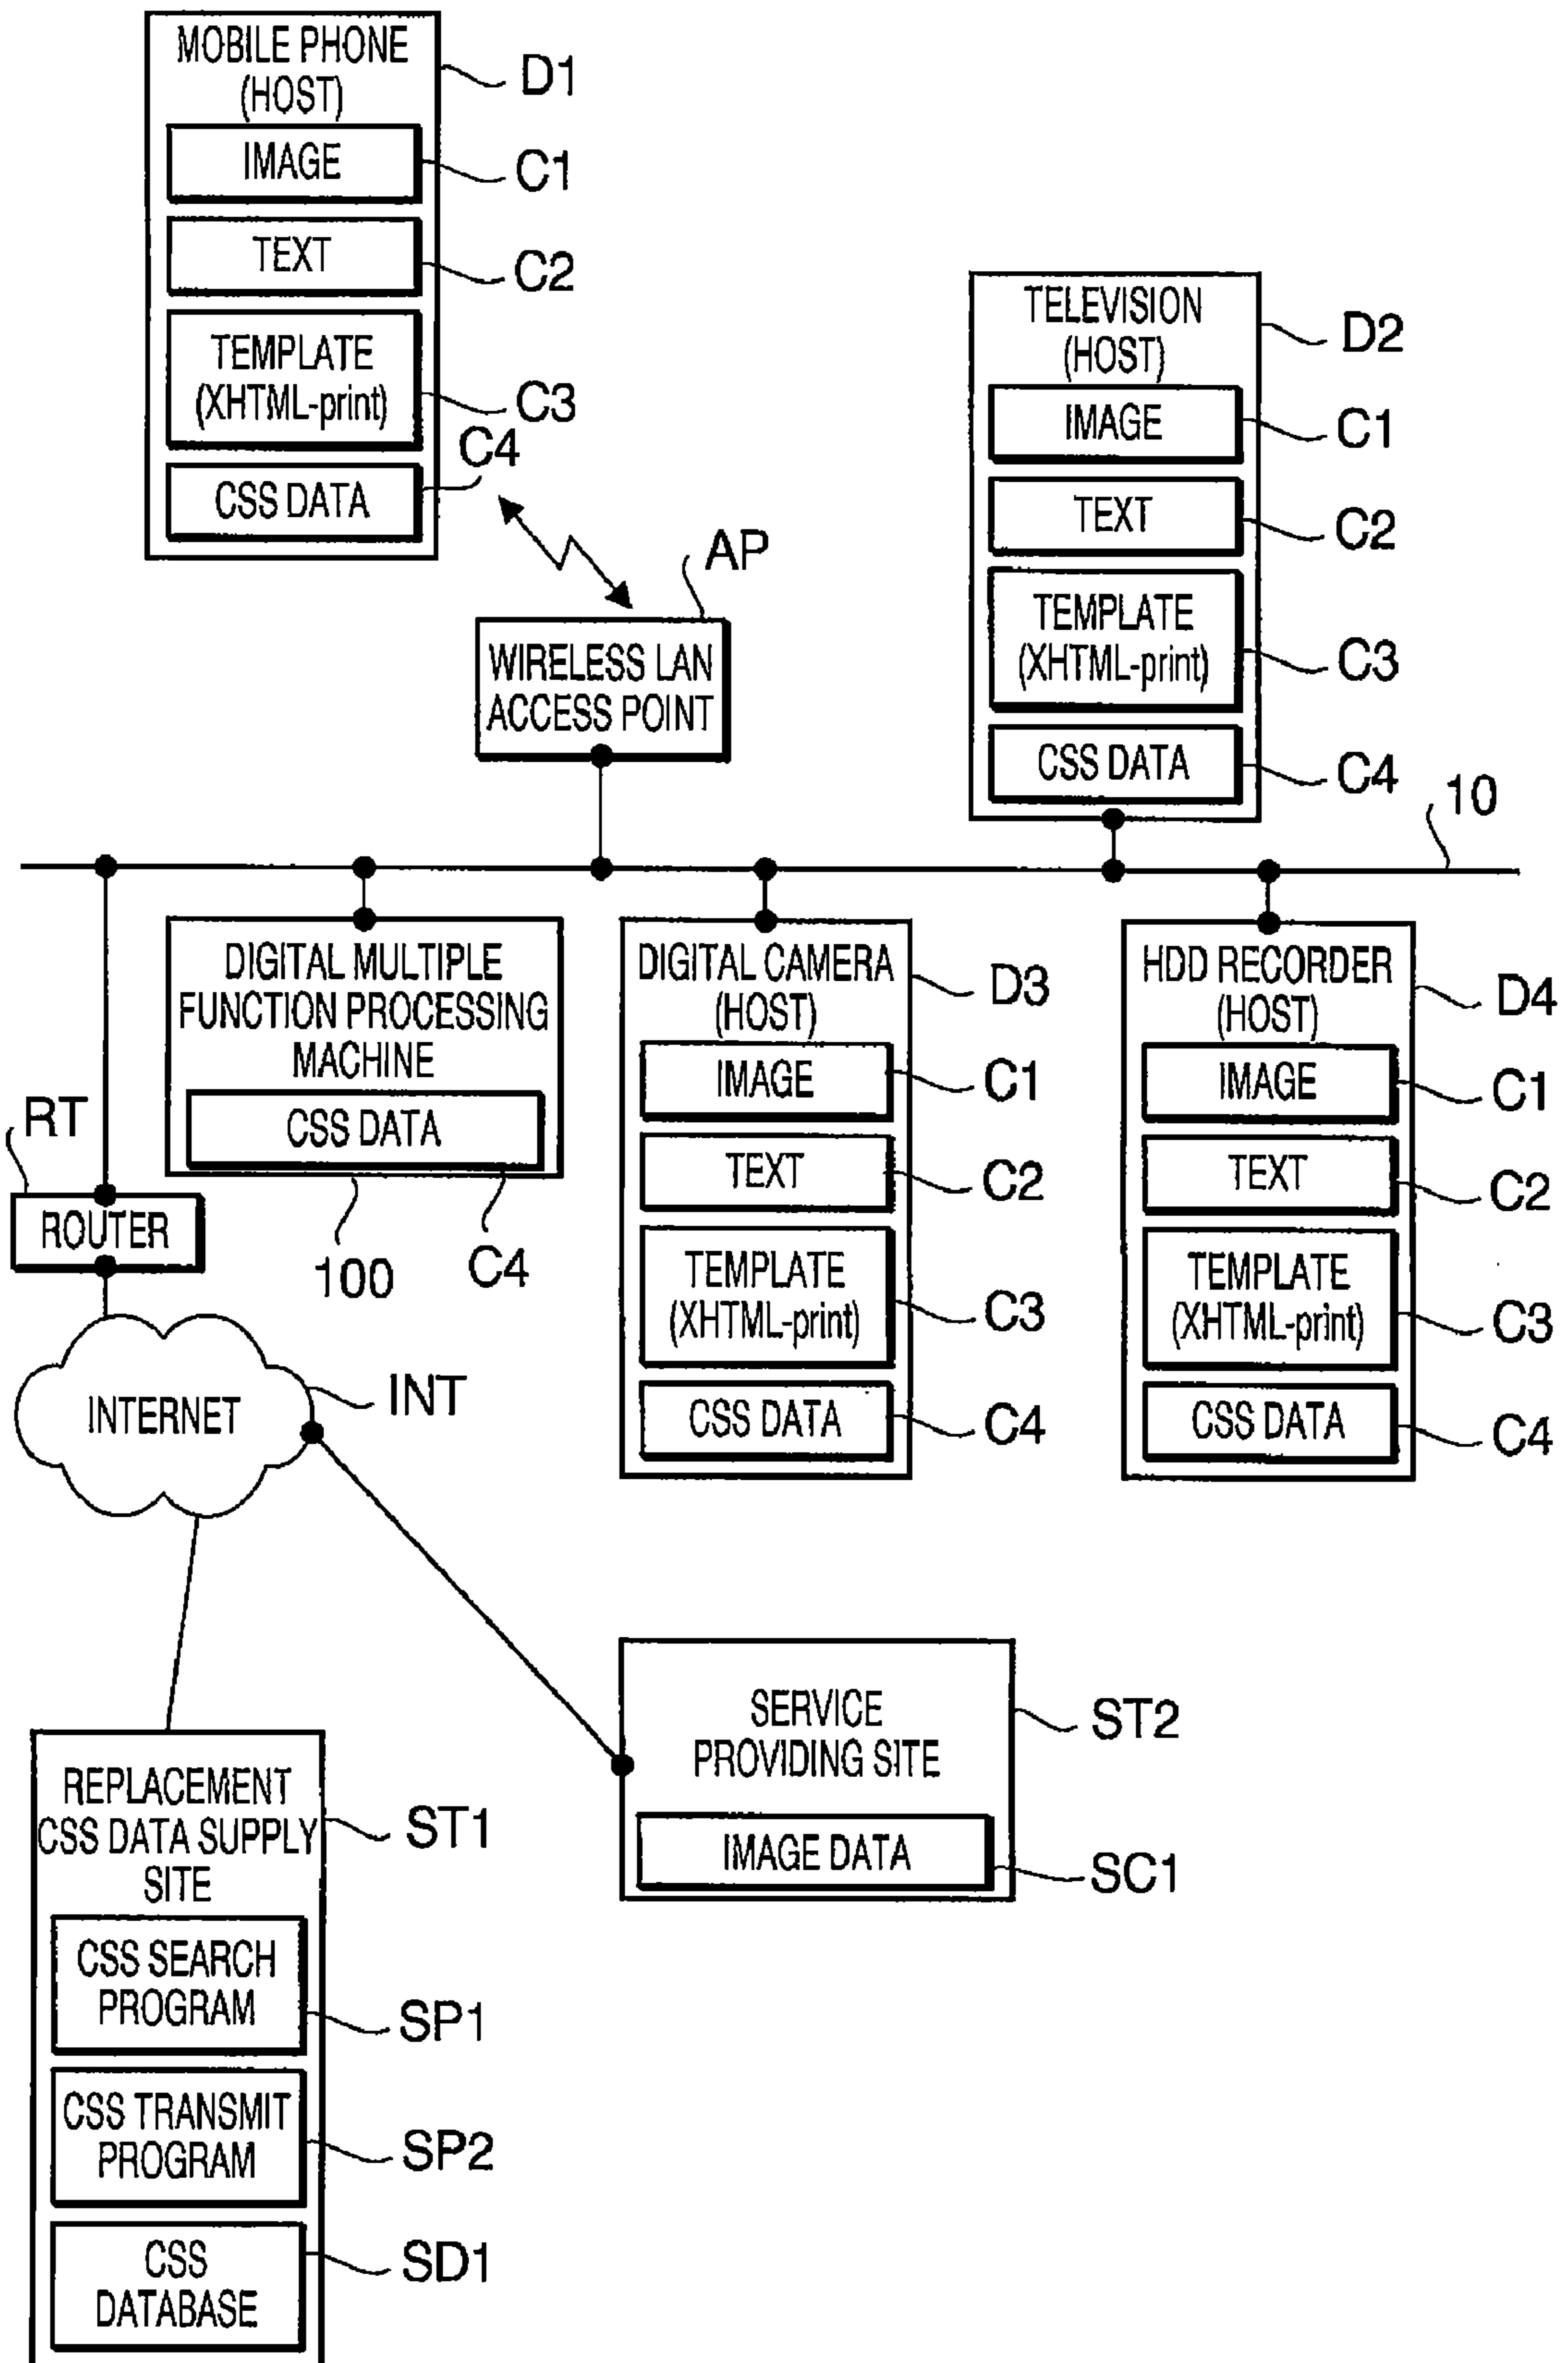 MOBILE PHONE
(HOST)
D1
IMAGE
C1
TEXT
C2
TEMPLATE
(XHTML-print)
C3
CSS DATA
C4
AP
WIRELESS LAN
ACCESS POINT
TELEVISION
(HOST)
D2
IMAGE
C1
TEXT
C2
TEMPLATE
(XHTML-print)
C3
CSS DATA
C4
10
DIGITAL MULTIPLE
FUNCTION PROCESSING
MACHINE
CSS DATA
100
C4
RT
ROUTER
DIGITAL CAMERA
(HOST)
D3
IMAGE
C1
TEXT
C2
TEMPLATE
(XHTML-print)
C3
CSS DATA
C4
HDD RECORDER
(HOST)
D4
IMAGE
C1
TEXT
C2
TEMPLATE
(XHTML-print)
C3
CSS DATA
C4
INTERNET
INT
SERVICE
PROVIDING SITE
ST2
IMAGE DATA
SC1
REPLACEMENT
CSS DATA SUPPLY
SITE
ST1
CSS SEARCH
PROGRAM
SP1
CSS TRANSMIT
PROGRAM
SP2
CSS
DATABASE
SD1